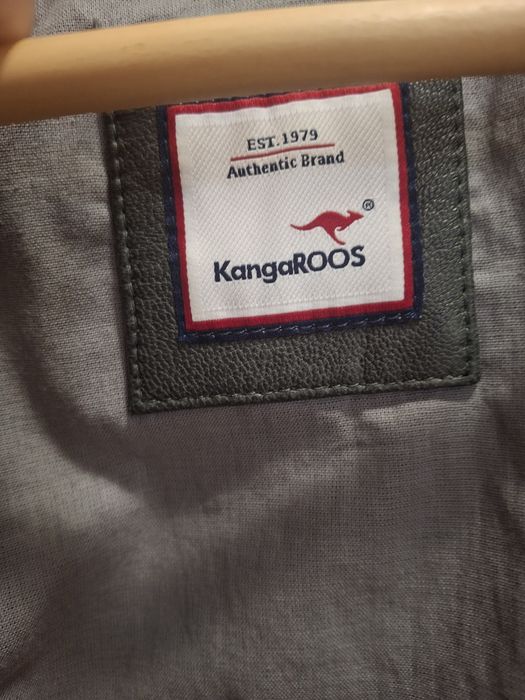 EST. 1979
Authentic Brand
®
KangaROOS